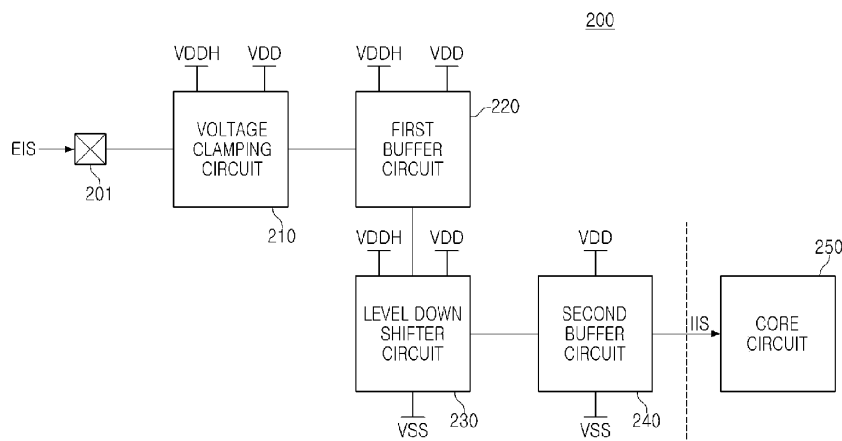 200
VDDH VDD VDDH VDD
EIS
201
VOLTAGE
CLAMPING
CIRCUIT
210
FIRST
BUFFER
CIRCUIT
220
VDDH VDD VDD
LEVEL DOWN
SHIFTER
CIRCUIT
230
VSS
SECOND
BUFFER
CIRCUIT
240
VSS
IIS
250
CORE
CIRCUIT